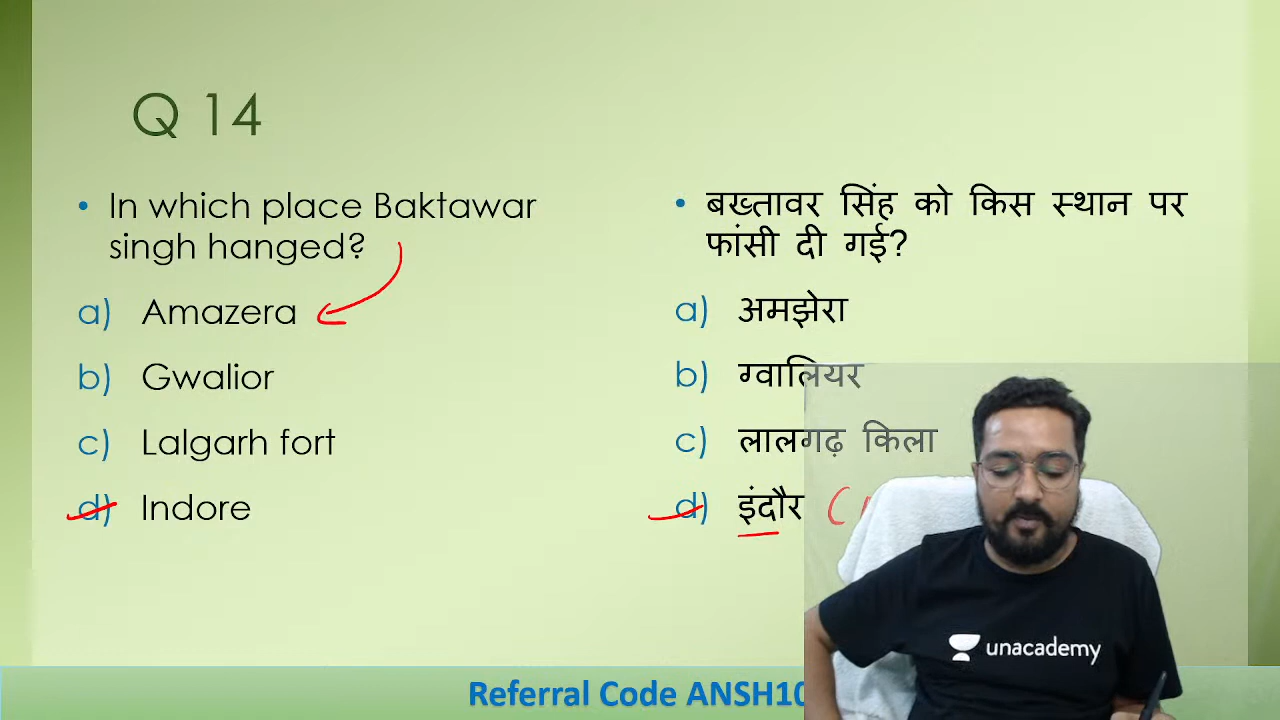 Q 14
• In which place Baktawar
singh hanged?
a) Amazera
b) Gwalior
c) Lalgarh fort
d) Indore
• बख्तावर सिंह को किस स्थान पर
फांसी दी गई?
a) अमझेरा
b) ग्वालियर
c) लालगढ़ किला
d) इंदौर (
unacademy
Referral Code ANSH10